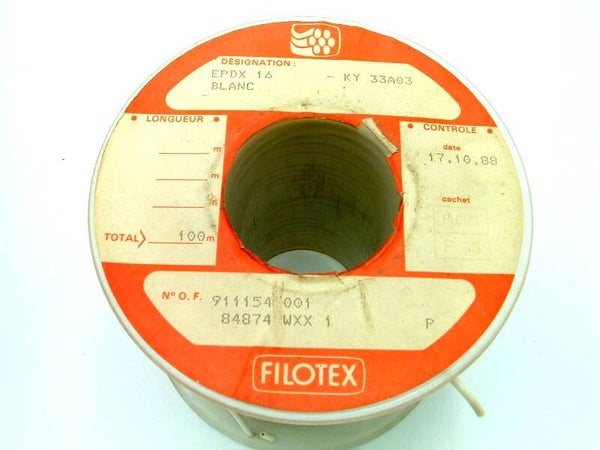 DÉSIGNATION :
EPDX 16 - KY 33A03
BLANC
LONGUEUR
m
m
TOTAL> 100m
CONTROLE
date
17.10.88
cachet
N° O.F. 911154 001
84874 WXX 1 P
FILOTEX